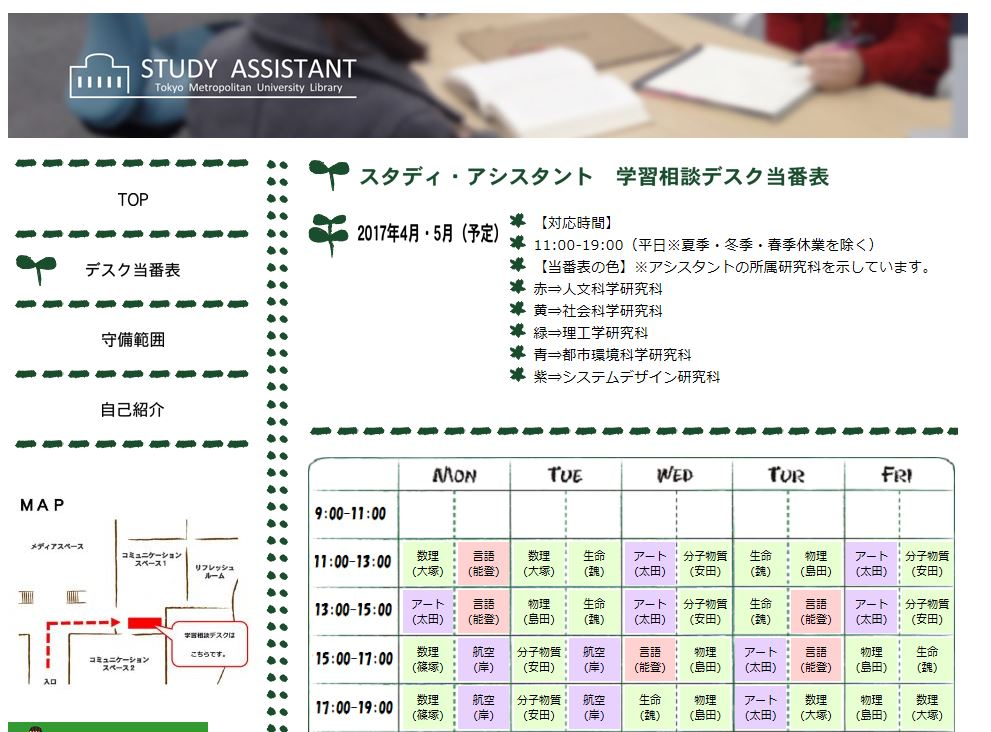 STUDY ASSISTANT
Tokyo Metropolitan University Library
TOP
デスク当番表
守備範囲
自己紹介
MAP
メディアスペース
コミュニケーション
スペース1
リフレッシュ
ルーム
学習相談デスクは
こちらです。
コミュニケーション
スペース2
入口
スタディ・アシスタント 学習相談デスク当番表
2017年4月・5月（予定）
【対応時間】
11:00-19:00（平日※夏季・冬季・春季休業を除く）
【当番表の色】※アシスタントの所属研究科を示しています。
赤⇒人文科学研究科
黄⇒社会科学研究科
緑⇒理工学研究科
青⇒都市環境科学研究科
紫⇒システムデザイン研究科
MON TUE WED TUR FRI
9:00-11:00
11:00-13:00 数理 言語 数理 生命 アート 分子物質 生命 物理 アート 分子物質
(大塚) (能登) (大塚) (魏) (太田) (安田) (魏) (島田) (太田) (安田)
13:00-15:00 アート 言語 物理 生命 アート 分子物質 生命 言語 アート 分子物質
(太田) (能登) (島田) (魏) (太田) (安田) (魏) (能登) (太田) (安田)
15:00-17:00 数理 航空 分子物質 航空 言語 物理 アート 言語 物理 生命
(篠塚) (岸) (安田) (岸) (能登) (島田) (太田) (能登) (島田) (魏)
17:00-19:00 数理 航空 分子物質 航空 生命 物理 アート 数理 物理 数理
(篠塚) (岸) (安田) (岸) (魏) (島田) (太田) (大塚) (島田) (大塚)